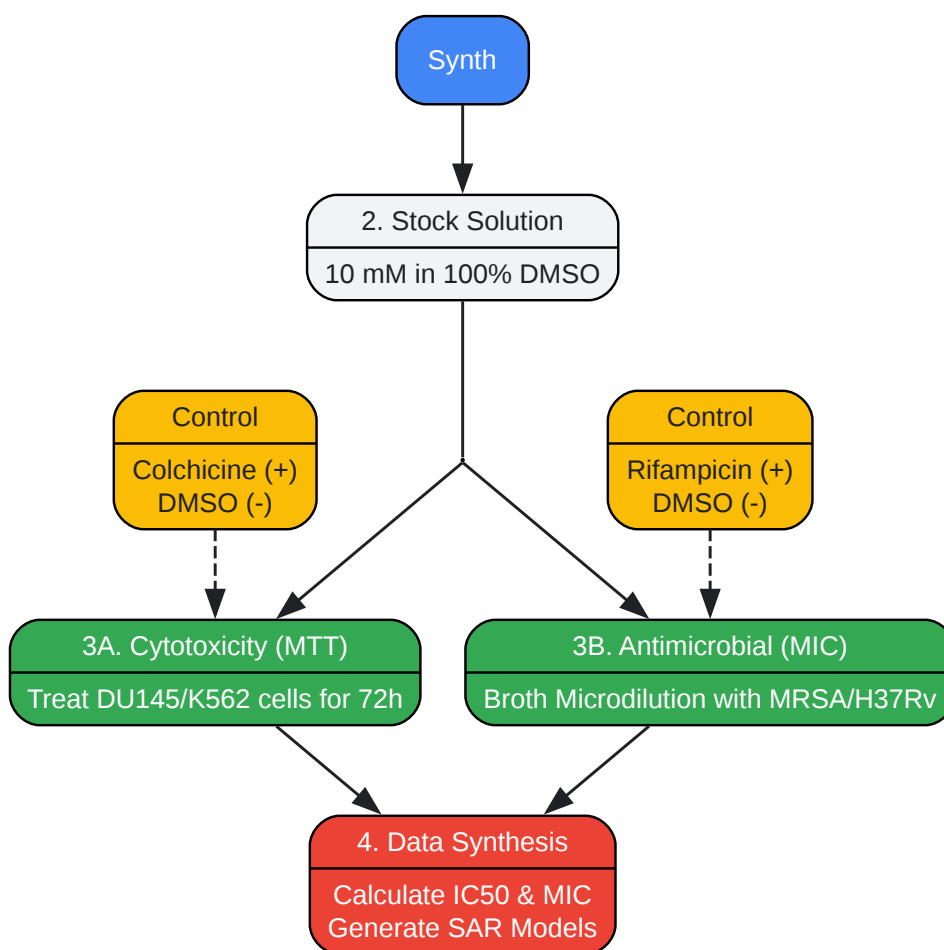 Synth
2. Stock Solution
10 mM in 100% DMSO
Control
Colchicine (+)
DMSO (-)
Control
Rifampicin (+)
DMSO (-)
3A. Cytotoxicity (MTT)
Treat DU145/K562 cells for 72h
3B. Antimicrobial (MIC)
Broth Microdilution with MRSA/H37Rv
4. Data Synthesis
Calculate IC50 & MIC
Generate SAR Models